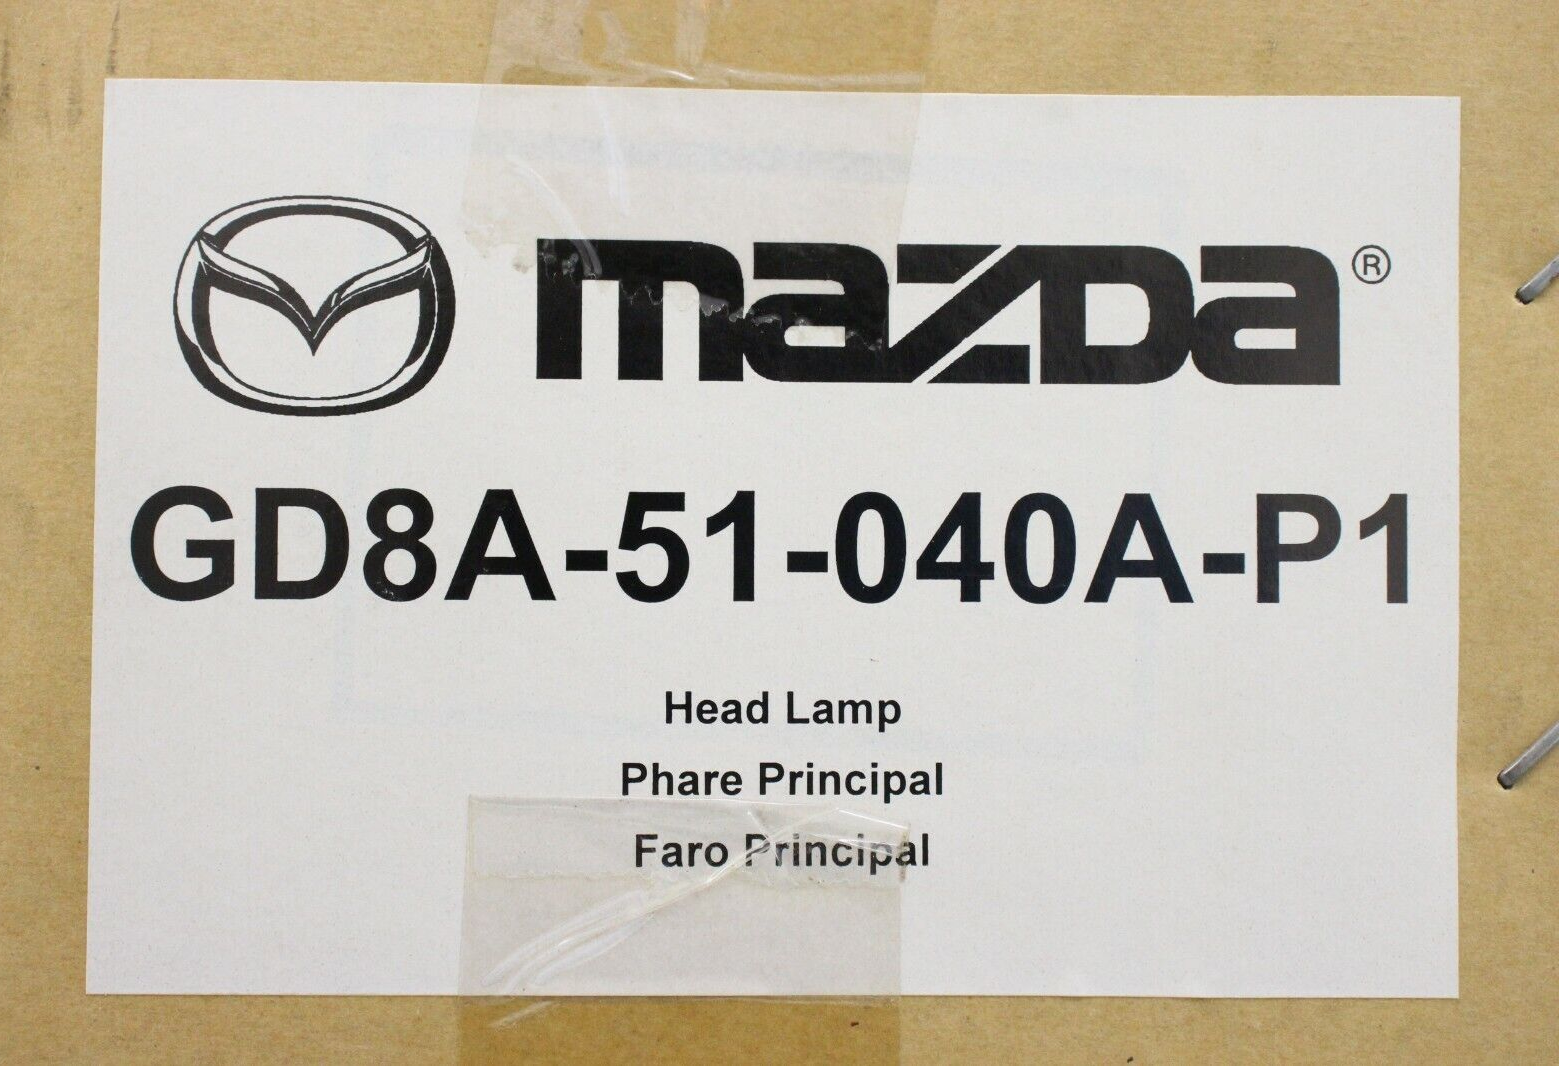 mazda®
GD8A-51-040A-P1
Head Lamp
Phare Principal
Faro Principal